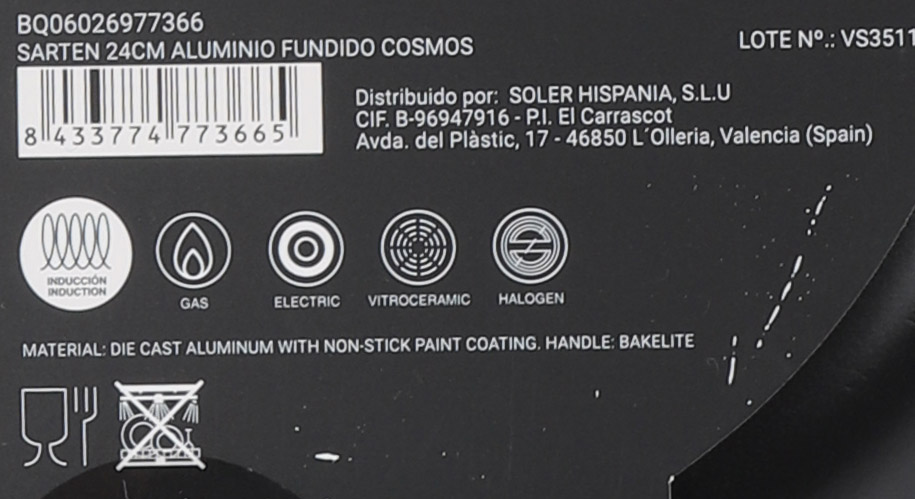 BQ06026977366
SARTEN 24CM ALUMINIO FUNDIDO COSMOS
LOTE Nº.: VS3511
8 433774 773665
Distribuido por: SOLER HISPANIA, S.L.U
CIF. B-96947916 - P.I. El Carrascot
Avda. del Plàstic, 17 - 46850 L´Olleria, Valencia (Spain)
INDUCCIÓN
INDUCTION
GAS
ELECTRIC
VITROCERAMIC
HALOGEN
MATERIAL: DIE CAST ALUMINUM WITH NON-STICK PAINT COATING. HANDLE: BAKELITE